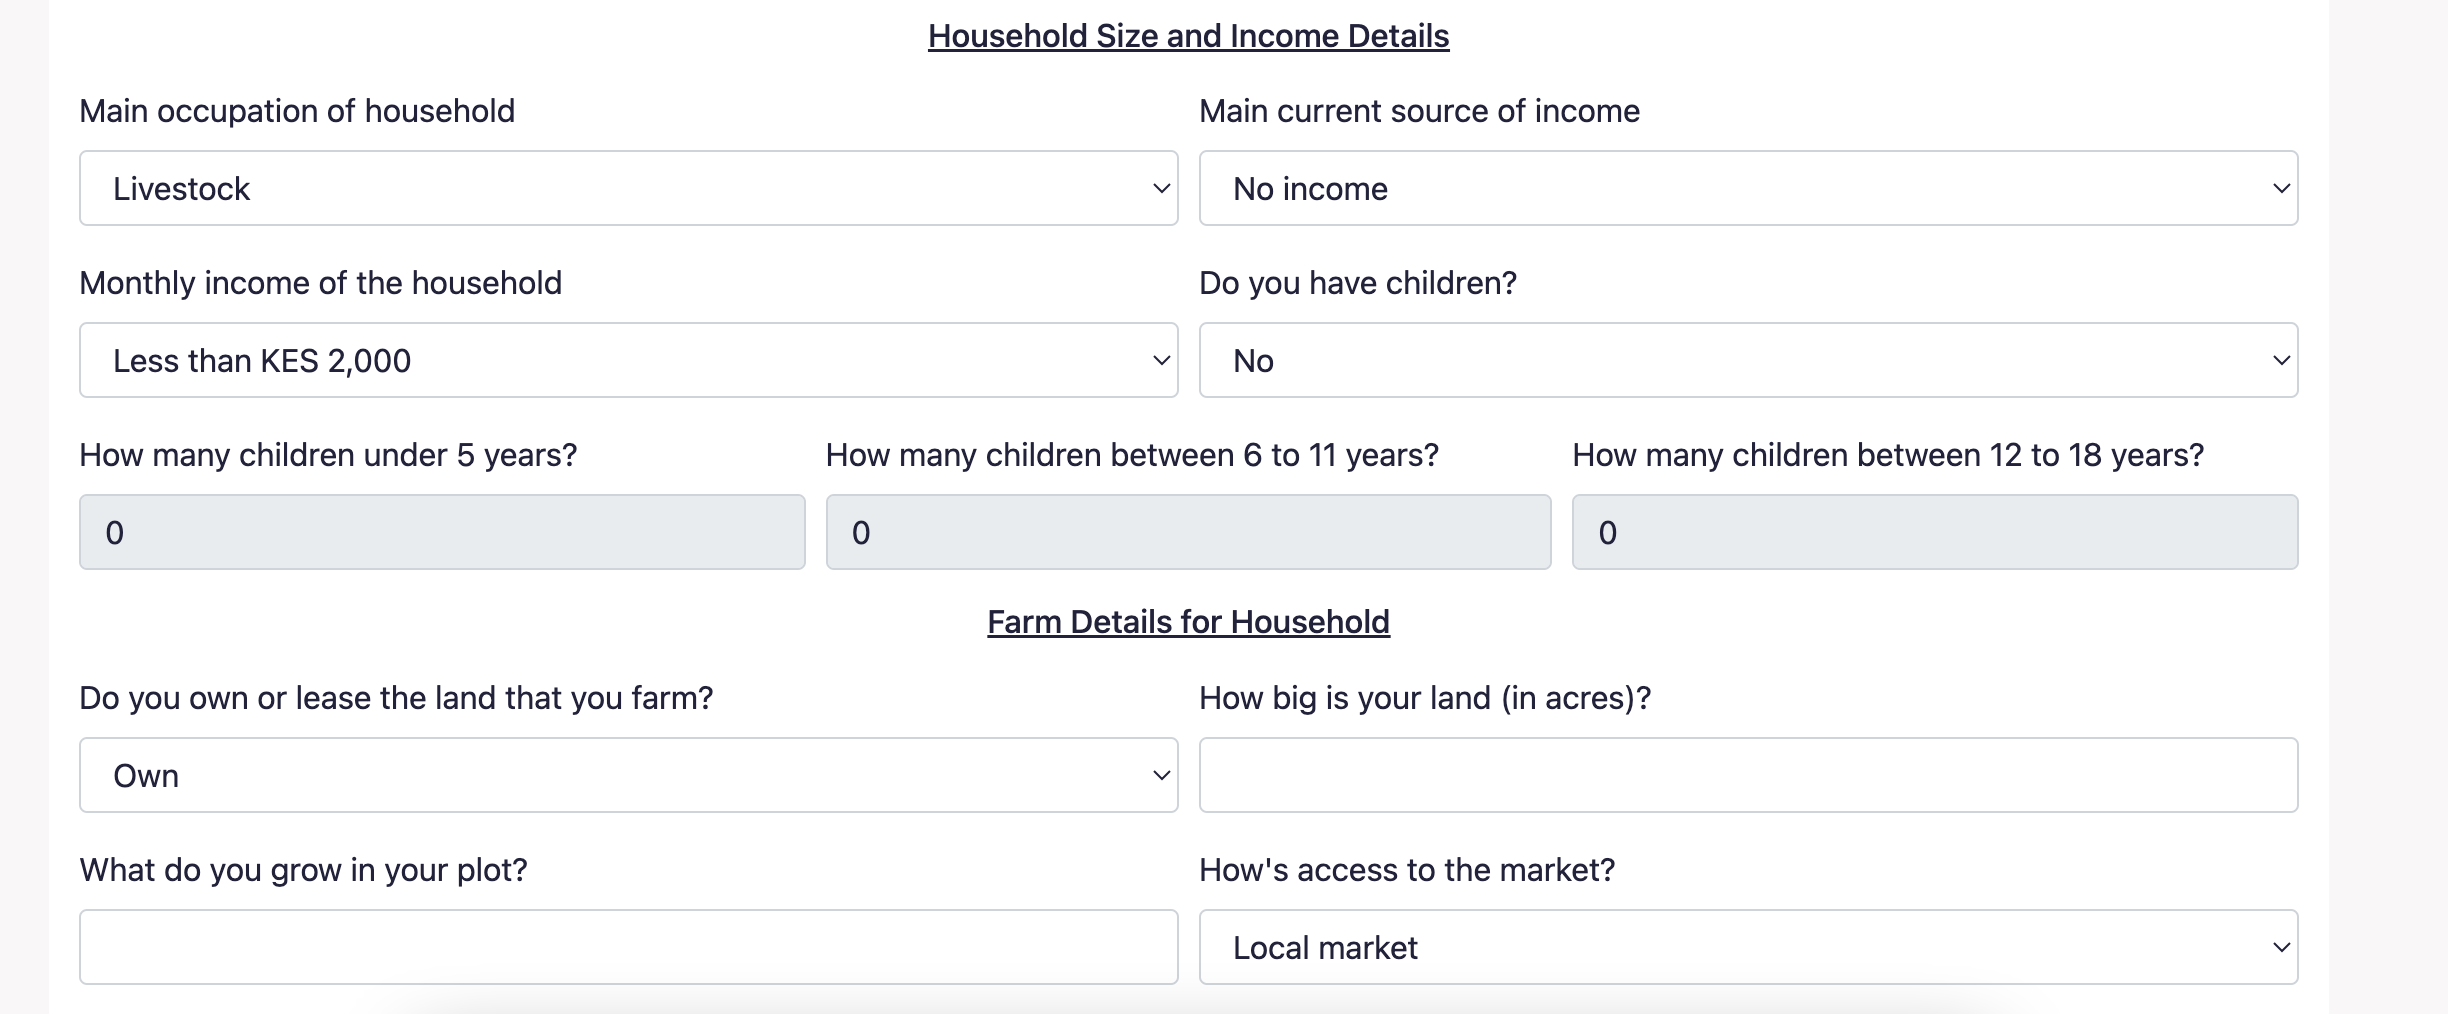 Household Size and Income Details
Main occupation of household
Main current source of income
Livestock
No income
Monthly income of the household
Do you have children?
Less than KES 2,000
No
How many children under 5 years?
How many children between 6 to 11 years?
How many children between 12 to 18 years?
0
0
0
Farm Details for Household
Do you own or lease the land that you farm?
How big is your land (in acres)?
Own
What do you grow in your plot?
How's access to the market?
Local market